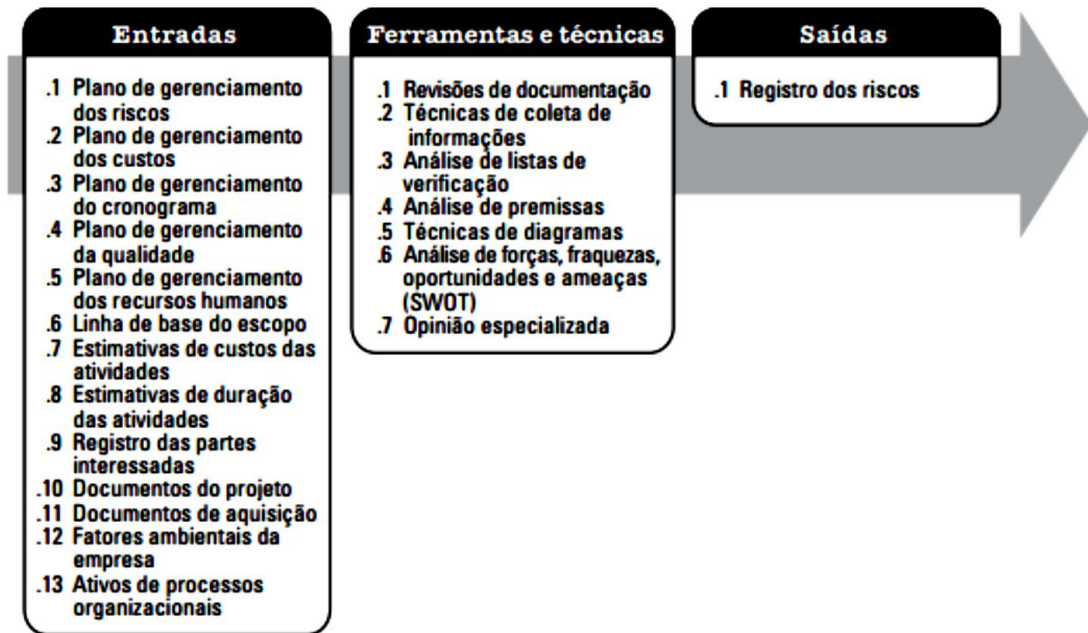 Entradas
.1 Plano de gerenciamento
dos riscos
.2 Plano de gerenciamento
dos custos
.3 Plano de gerenciamento
do cronograma
.4 Plano de gerenciamento
da qualidade
.5 Plano de gerenciamento
dos recursos humanos
.6 Linha de base do escopo
.7 Estimativas de custos das
atividades
.8 Estimativas de duração
das atividades
.9 Registro das partes
interessadas
.10 Documentos do projeto
.11 Documentos de aquisição
.12 Fatores ambientais da
empresa
.13 Ativos de processos
organizacionais
Ferramentas e técnicas
.1 Revisões de documentação
.2 Técnicas de coleta de
informações
.3 Análise de listas de
verificação
.4 Análise de premissas
.5 Técnicas de diagramas
.6 Análise de forças, fraquezas,
oportunidades e ameaças
(SWOT)
.7 Opinião especializada
Saídas
.1 Registro dos riscos